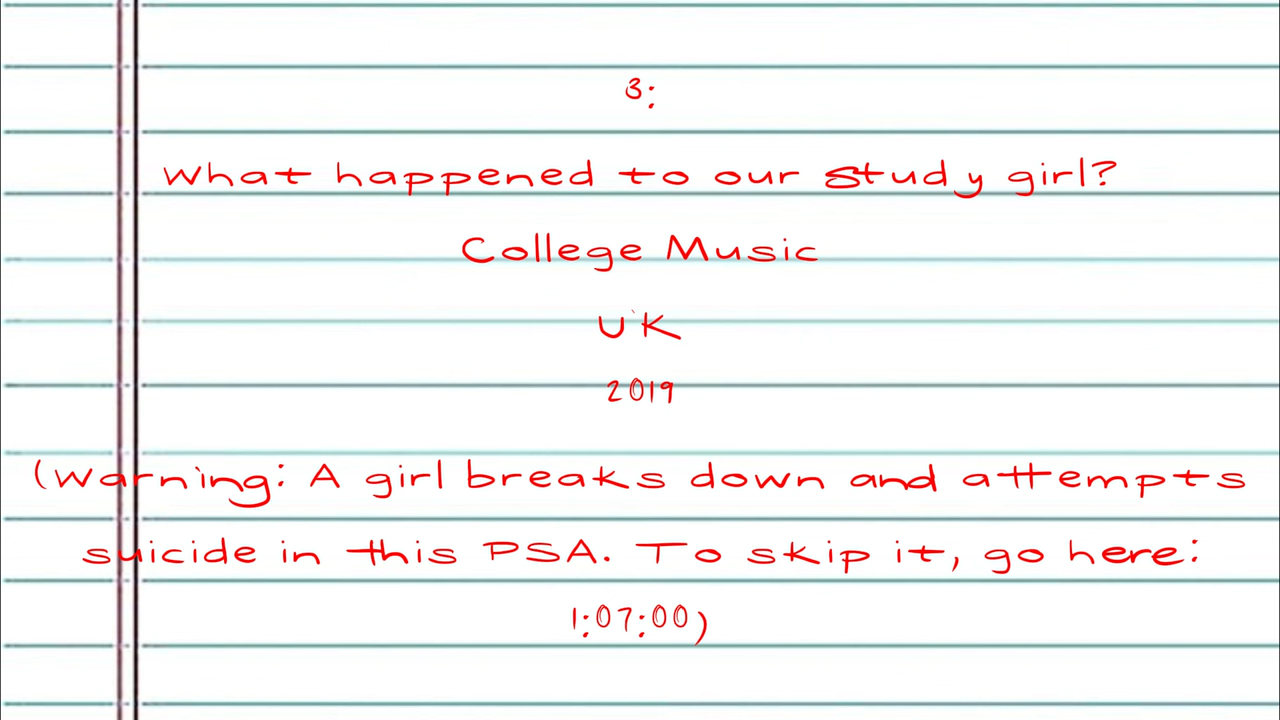 3:
What happened to our study girl?
College Music
UK
2019
(Warning: A girl breaks down and attempts
suicide in this PSA. To skip it, go here:
1:07:00)